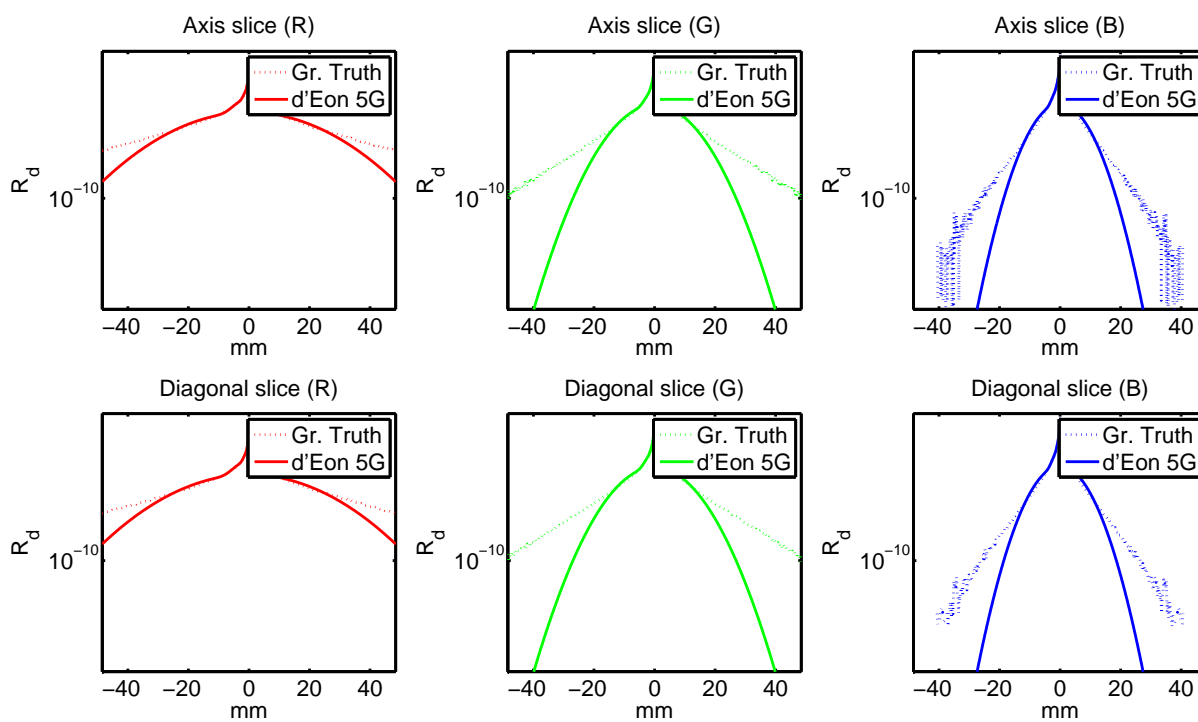 Axis slice (R)
Gr. Truth
d'Eon 5G
R_d
10^−10
−40 −20 0 20 40
mm
Axis slice (G)
Gr. Truth
d'Eon 5G
R_d
10^−10
−40 −20 0 20 40
mm
Axis slice (B)
Gr. Truth
d'Eon 5G
R_d
10^−10
−40 −20 0 20 40
mm
Diagonal slice (R)
Gr. Truth
d'Eon 5G
R_d
10^−10
−40 −20 0 20 40
mm
Diagonal slice (G)
Gr. Truth
d'Eon 5G
R_d
10^−10
−40 −20 0 20 40
mm
Diagonal slice (B)
Gr. Truth
d'Eon 5G
R_d
10^−10
−40 −20 0 20 40
mm